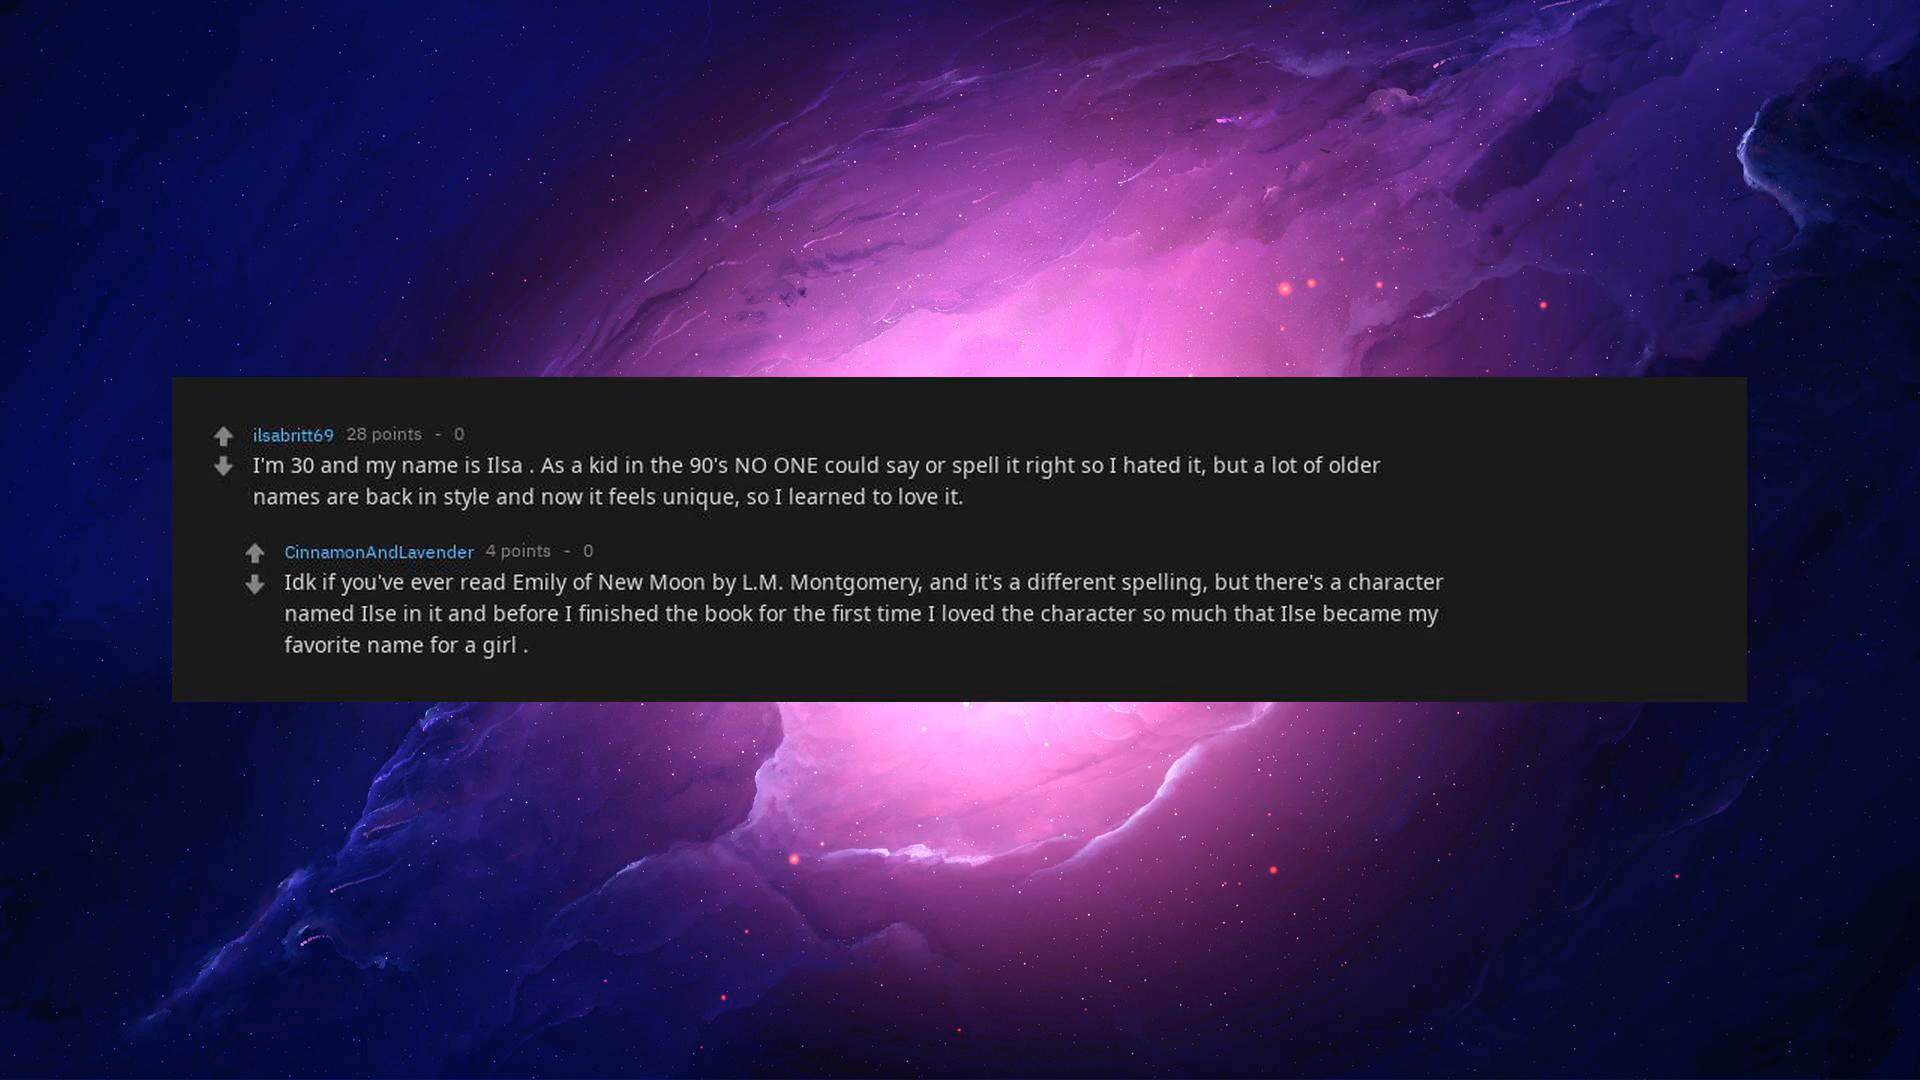 ilsabritt69 28 points - 0
I'm 30 and my name is Ilsa . As a kid in the 90's NO ONE could say or spell it right so I hated it, but a lot of older
names are back in style and now it feels unique, so I learned to love it.
CinnamonAndLavender 4 points - 0
Idk if you've ever read Emily of New Moon by L.M. Montgomery, and it's a different spelling, but there's a character
named Ilse in it and before I finished the book for the first time I loved the character so much that Ilse became my
favorite name for a girl .